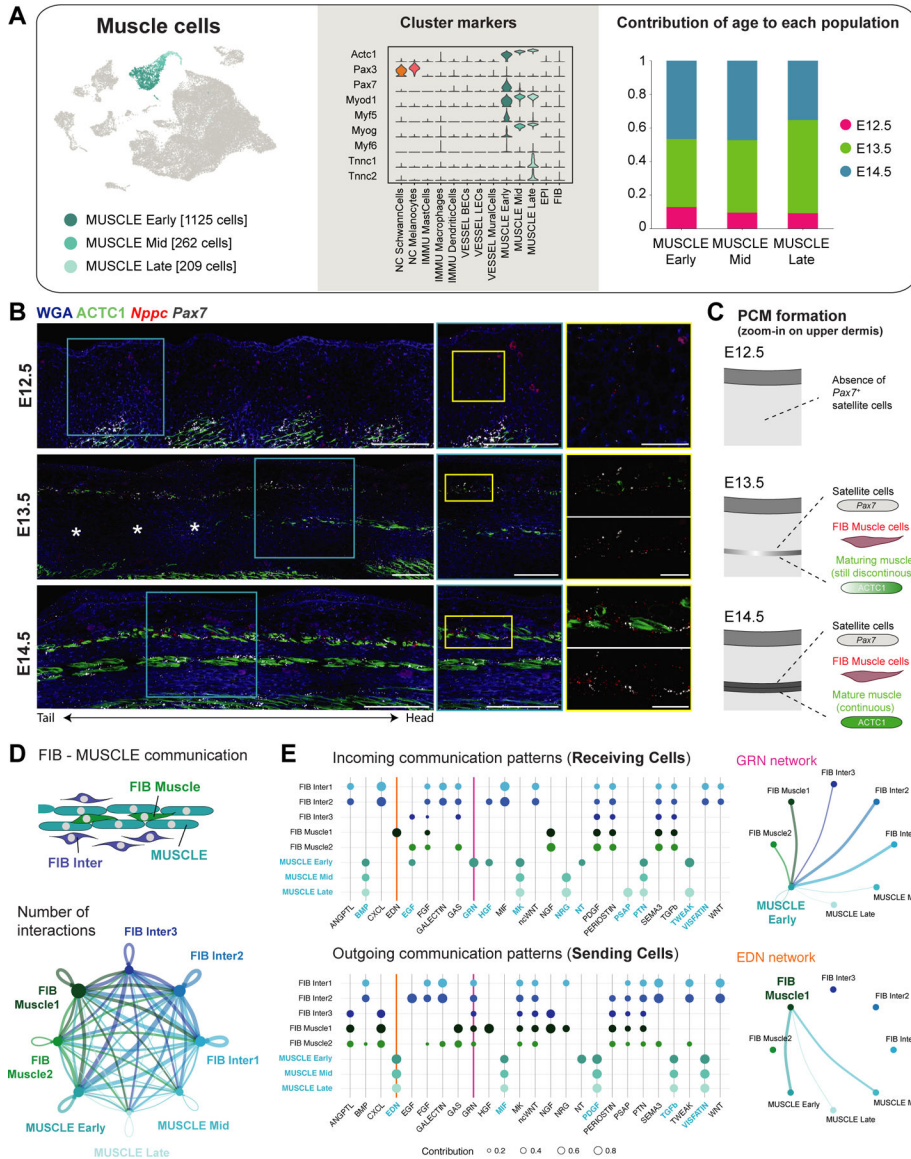 A
Muscle cells
MUSCLE Early [1125 cells]
MUSCLE Mid [262 cells]
MUSCLE Late [209 cells]
Cluster markers
Actc1
Pax3
Pax7
Myod1
Myf5
Myog
Myf6
Tnnc1
Tnnc2
NC SchwannCells
NC Melanocytes
IMMU MastCells
IMMU Macrophages
IMMU DendriticCells
VESSEL BECs
VESSEL LECs
VESSEL MuralCells
MUSCLE Early
MUSCLE Mid
MUSCLE Late
EPI
FIB
Contribution of age to each population
1
0.8
0.6
0.4
0.2
0
MUSCLE Early
MUSCLE Mid
MUSCLE Late
E12.5
E13.5
E14.5
B
WGA ACTC1 Nppc Pax7
E12.5
E13.5
* * *
E14.5
Tail
Head
C
PCM formation
(zoom-in on upper dermis)
E12.5
Absence of
Pax7+
satellite cells
E13.5
Satellite cells
Pax7
FIB Muscle cells
Maturing muscle
(still discontinous)
ACTC1
E14.5
Satellite cells
Pax7
FIB Muscle cells
Mature muscle
(continuous)
ACTC1
D
FIB - MUSCLE communication
FIB Muscle
FIB Inter
MUSCLE
Number of
interactions
FIB Inter3
FIB Inter2
FIB Inter1
MUSCLE Mid
MUSCLE Late
MUSCLE Early
FIB
Muscle2
FIB
Muscle1
E
Incoming communication patterns (Receiving Cells)
FIB Inter1
FIB Inter2
FIB Inter3
FIB Muscle1
FIB Muscle2
MUSCLE Early
MUSCLE Mid
MUSCLE Late
ANGPTL
BMP
CXCL
EDN
EGF
FGF
GALECTIN
GAS
GRN
HGF
MIF
MK
ncWNT
NGF
NRG
NT
PDGF
PERIOSTIN
PSAP
PTN
SEMA3
TGFb
TWEAK
VISFATIN
WNT
GRN network
FIB Inter3
FIB Muscle1
FIB Inter2
FIB Muscle2
FIB Inter1
MUSCLE
Early
MUSCLE M
MUSCLE Late
Outgoing communication patterns (Sending Cells)
FIB Inter1
FIB Inter2
FIB Inter3
FIB Muscle1
FIB Muscle2
MUSCLE Early
MUSCLE Mid
MUSCLE Late
ANGPTL
BMP
CXCL
EDN
EGF
FGF
GALECTIN
GAS
GRN
HGF
MIF
MK
ncWNT
NGF
NRG
NT
PDGF
PERIOSTIN
PSAP
PTN
SEMA3
TGFb
TWEAK
VISFATIN
WNT
Contribution 0.2 0.4 0.6 0.8
EDN network
FIB
Muscle1
FIB Inter3
FIB Inter2
FIB Muscle2
FIB Inter
MUSCLE Early
MUSCLE M
MUSCLE Late